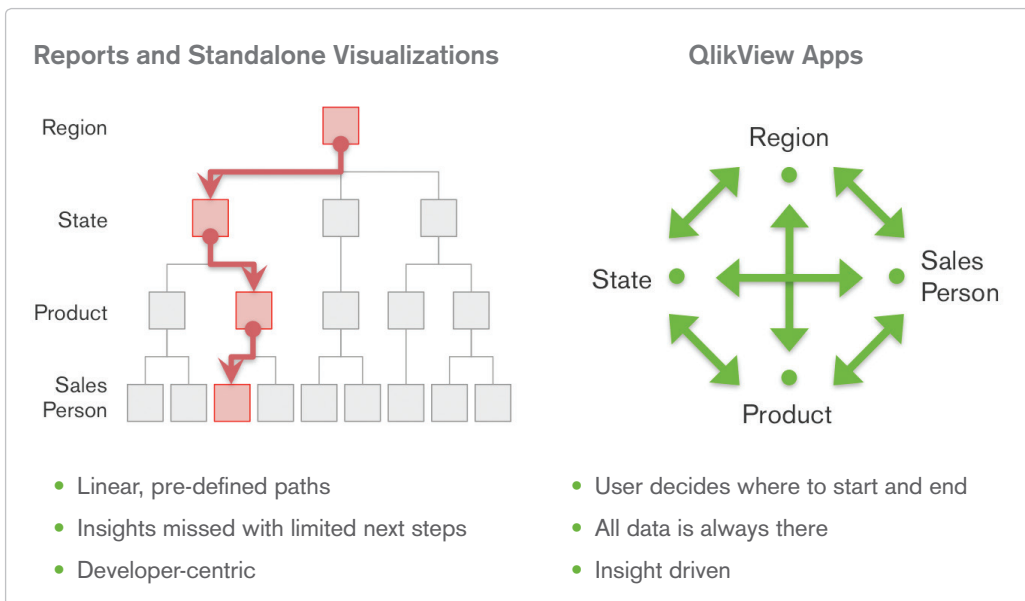 Reports and Standalone Visualizations
Region
State
Product
Sales
Person
• Linear, pre-defined paths
• Insights missed with limited next steps
• Developer-centric
QlikView Apps
Region
State
Sales
Person
Product
• User decides where to start and end
• All data is always there
• Insight driven